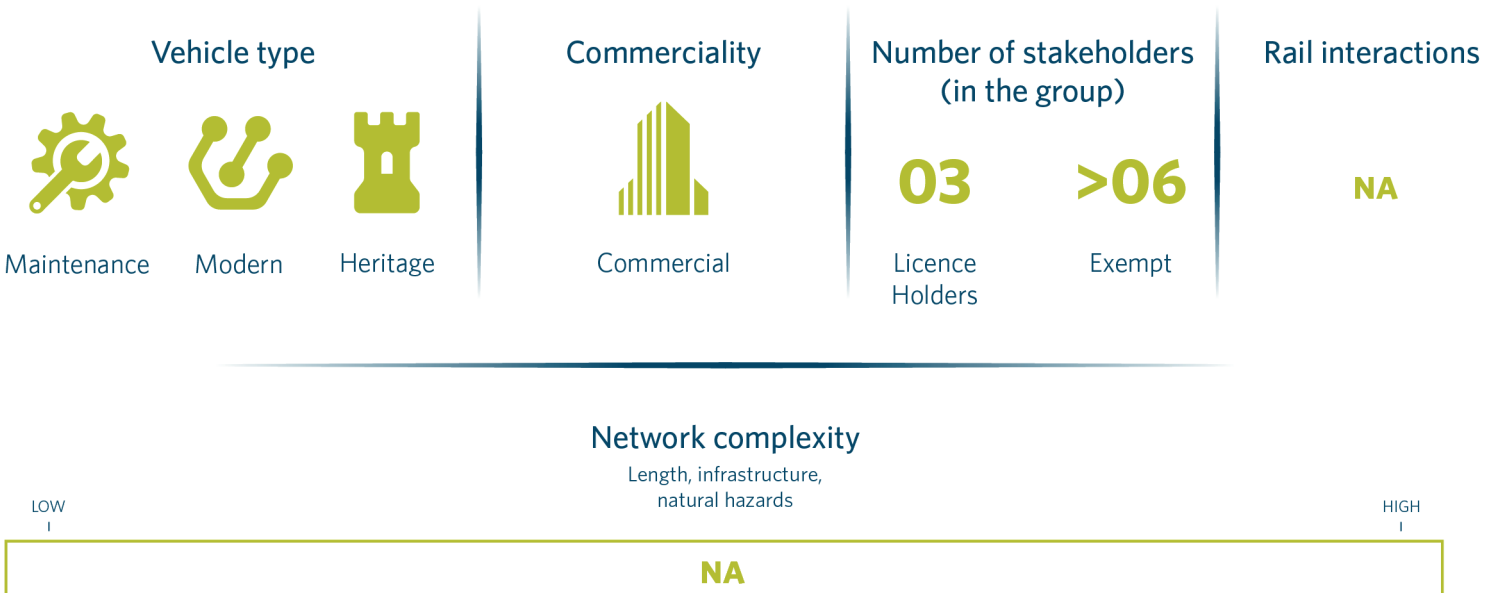 Vehicle type
Maintenance
Modern
Heritage
Commerciality
Commercial
Number of stakeholders
(in the group)
03
Licence
Holders
>06
Exempt
Rail interactions
NA
Network complexity
Length, infrastructure,
natural hazards
LOW
HIGH
NA